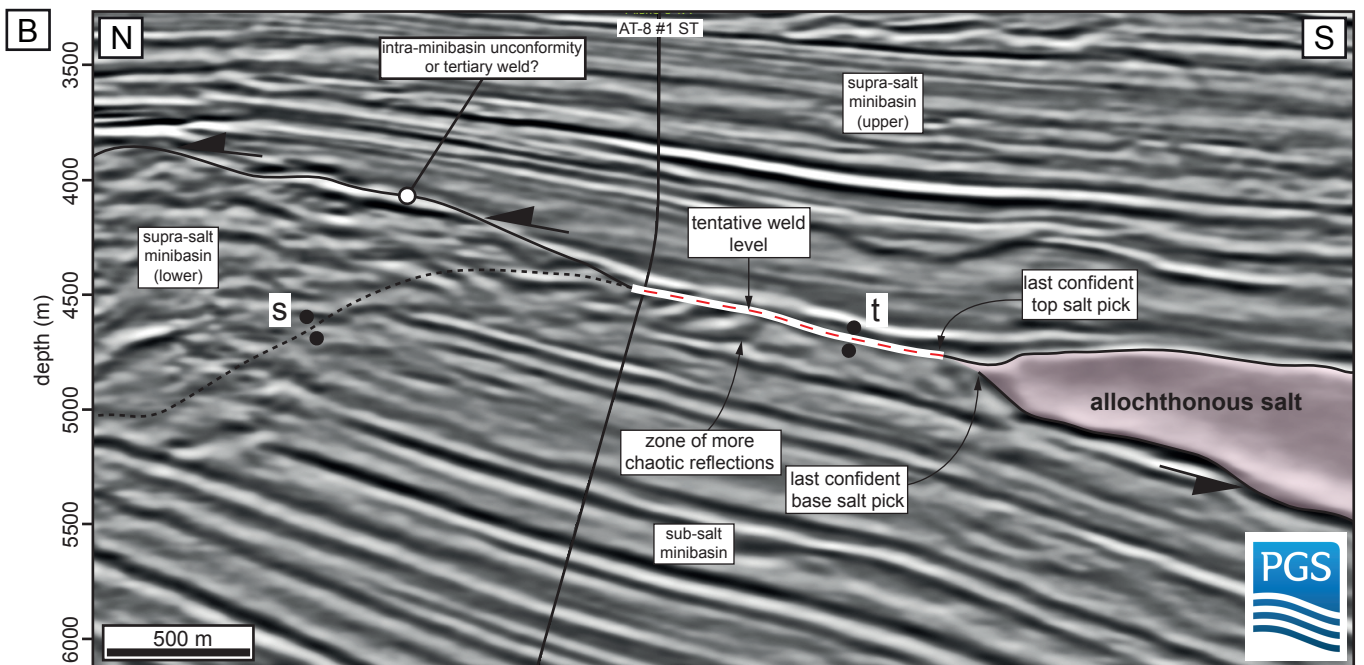 B
N
AT-8 #1 ST
S
intra-minibasin unconformity
or tertiary weld?
supra-salt
minibasin
(upper)
3500
4000
4500
5000
5500
6000
depth (m)
supra-salt
minibasin
(lower)
tentative weld
level
last confident
top salt pick
s
t
allochthonous salt
zone of more
chaotic reflections
last confident
base salt pick
sub-salt
minibasin
PGS
500 m